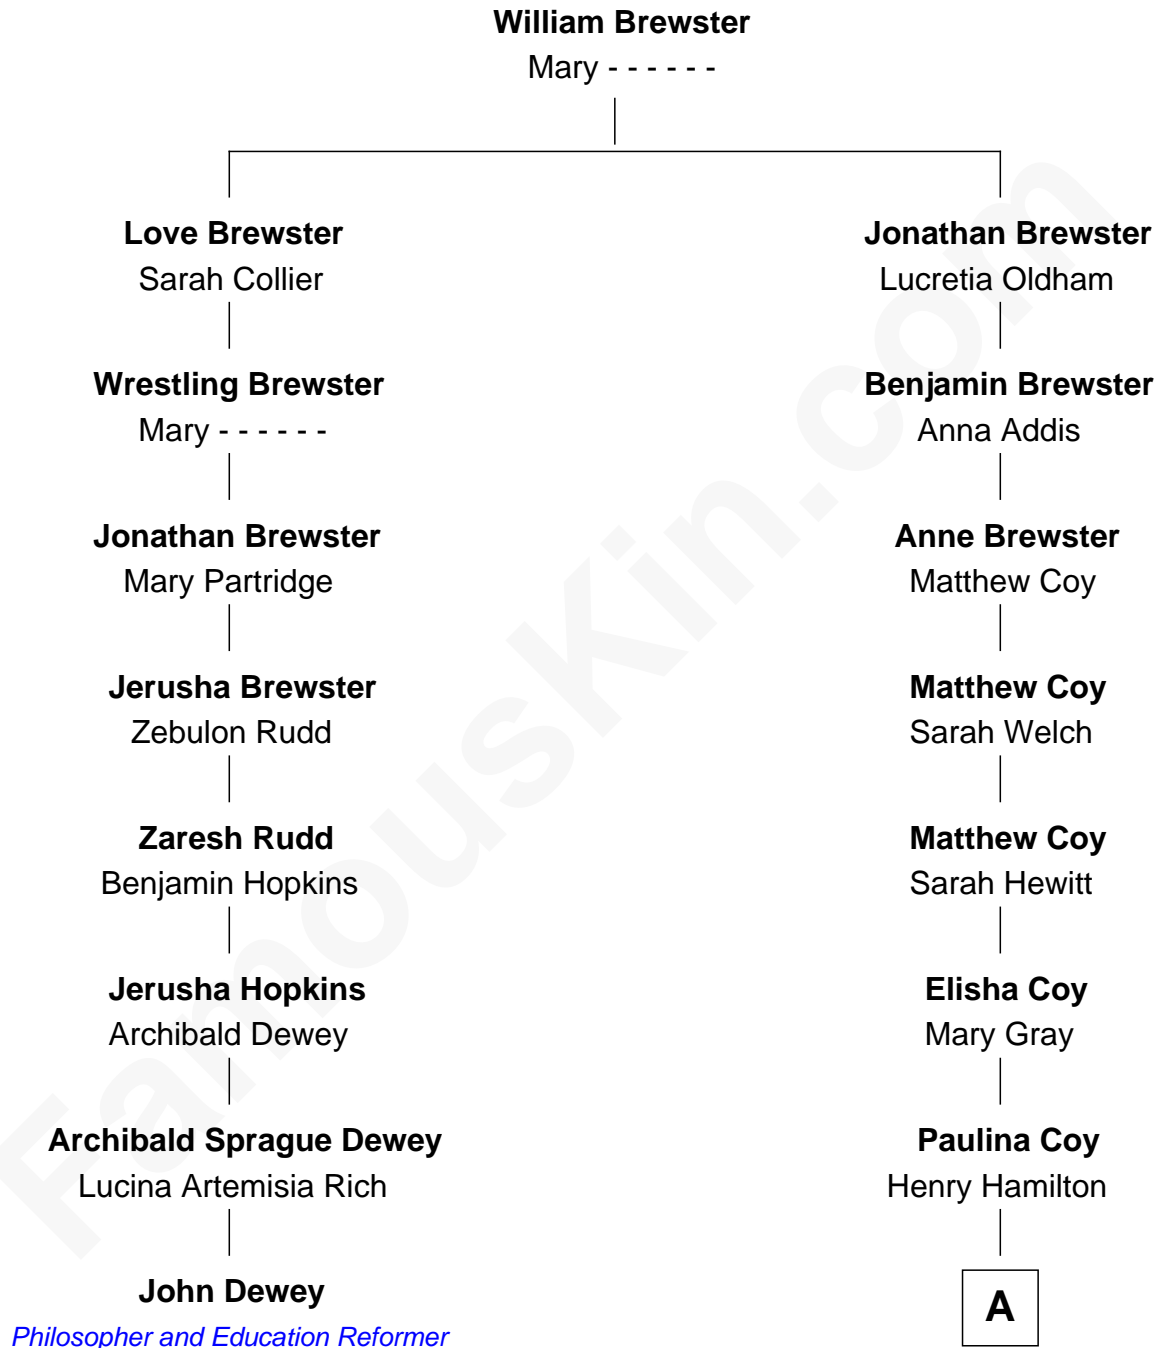 William Brewster
Mary - - - - - -
Love Brewster
Sarah Collier
Jonathan Brewster
Lucretia Oldham
Wrestling Brewster
Mary - - - - - -
Benjamin Brewster
Anna Addis
Jonathan Brewster
Mary Partridge
Anne Brewster
Matthew Coy
Jerusha Brewster
Zebulon Rudd
Matthew Coy
Sarah Welch
Zaresh Rudd
Benjamin Hopkins
Matthew Coy
Sarah Hewitt
Jerusha Hopkins
Archibald Dewey
Elisha Coy
Mary Gray
Archibald Sprague Dewey
Lucina Artemisia Rich
Paulina Coy
Henry Hamilton
John Dewey
Philosopher and Education Reformer
A
FamousKin.com